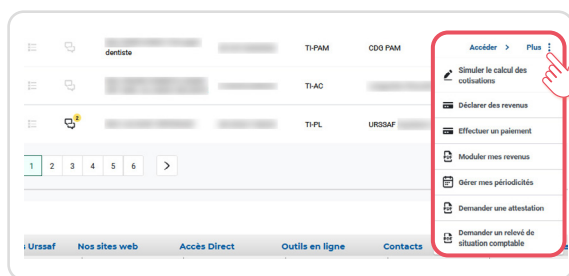 dentiste TI-PAM CDG PAM
TI-AC
2 TI-PL URSSAF
1 2 3 4 5 6 >
Accéder > Plus
Simuler le calcul des
cotisations
Déclarer des revenus
Effectuer un paiement
Moduler mes revenus
Gérer mes périodicités
Demander une attestation
Demander un relevé de
situation comptable
Urssaf Nos sites web Accès Direct Outils en ligne Contacts